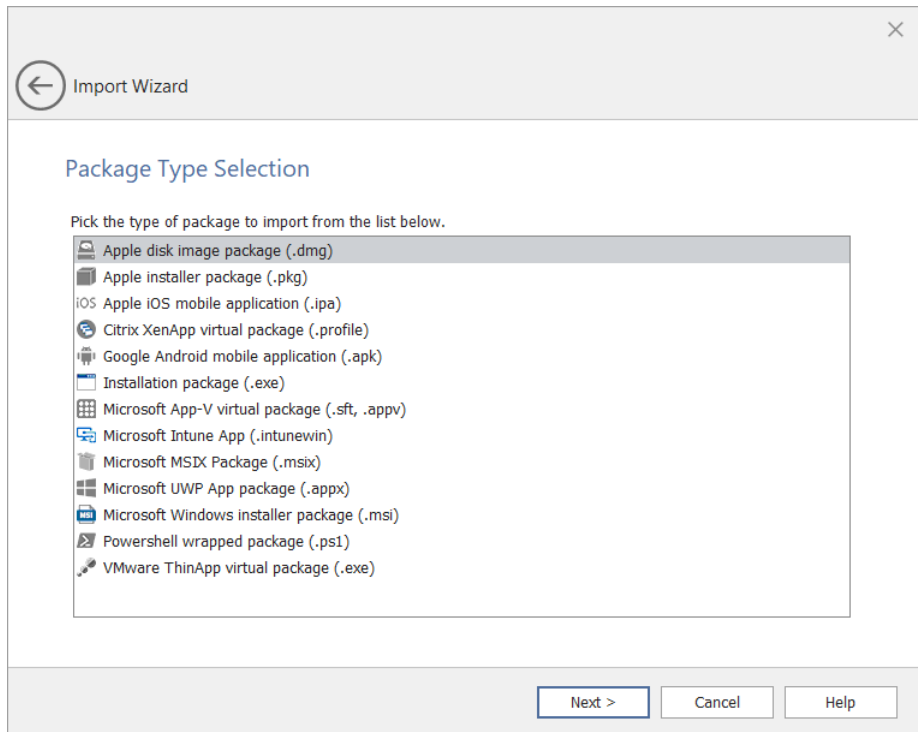 Import Wizard
Package Type Selection
Pick the type of package to import from the list below.
Apple disk image package (.dmg)
Apple installer package (.pkg)
iOS Apple iOS mobile application (.ipa)
Citrix XenApp virtual package (.profile)
Google Android mobile application (.apk)
Installation package (.exe)
Microsoft App-V virtual package (.sft, .appv)
Microsoft Intune App (.intunewin)
Microsoft MSIX Package (.msix)
Microsoft UWP App package (.appx)
MSI Microsoft Windows installer package (.msi)
Powershell wrapped package (.ps1)
VMware ThinApp virtual package (.exe)
Next > Cancel Help